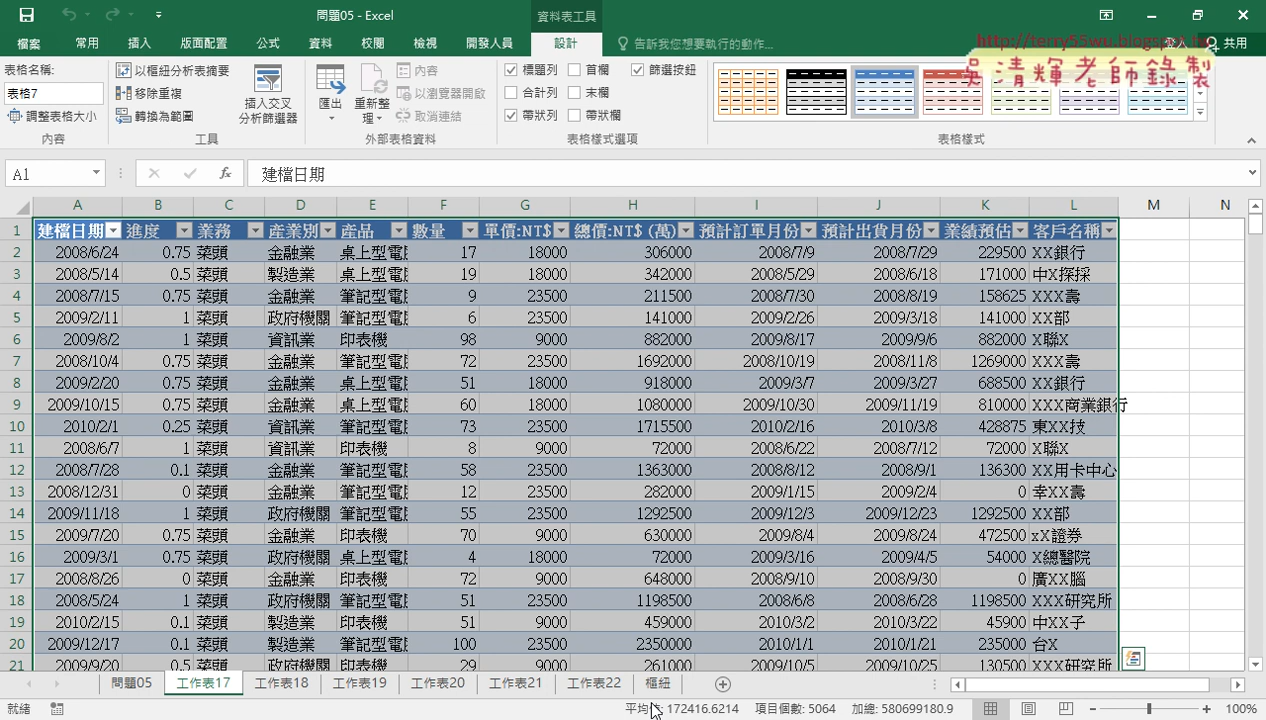 問題05 - Excel
資料表工具
http://terry55wu.blogspot.tw
吳清輝老師錄製
檔案 常用 插入 版面配置 公式 資料 校閱 檢視 開發人員 設計 告訴我您想要執行的動作... 登入 共用
表格名稱:
表格7
調整表格大小
內容
以樞紐分析表摘要
移除重複
轉換為範圍
插入交叉
分析篩選器
工具
匯出
重新整
理
內容
以瀏覽器開啟
取消連結
外部表格資料
標題列 首欄 篩選按鈕
合計列 末欄
帶狀列 帶狀欄
表格樣式選項
表格樣式
A1 fx 建檔日期
A B C D E F G H I J K L M N
1 建檔日期 進度 業務 產業別 產品 數量 單價:NT$ 總價:NT$ (萬) 預計訂單月份 預計出貨月份 業績預估 客戶名稱
2 2008/6/24 0.75 菜頭 金融業 桌上型電腦 17 18000 306000 2008/7/9 2008/7/29 229500 XX銀行
3 2008/5/14 0.5 菜頭 製造業 桌上型電腦 19 18000 342000 2008/5/29 2008/6/18 171000 中X探採
4 2008/7/15 0.75 菜頭 金融業 筆記型電腦 9 23500 211500 2008/7/30 2008/8/19 158625 XXX壽
5 2009/2/11 1 菜頭 政府機關 筆記型電腦 6 23500 141000 2009/2/26 2009/3/18 141000 XX部
6 2009/8/2 1 菜頭 資訊業 印表機 98 9000 882000 2009/8/17 2009/9/6 882000 X聯X
7 2008/10/4 0.75 菜頭 金融業 筆記型電腦 72 23500 1692000 2008/10/19 2008/11/8 1269000 XXX壽
8 2009/2/20 0.75 菜頭 金融業 桌上型電腦 51 18000 918000 2009/3/7 2009/3/27 688500 XX銀行
9 2009/10/15 0.75 菜頭 金融業 桌上型電腦 60 18000 1080000 2009/10/30 2009/11/19 810000 XXX商業銀行
10 2010/2/1 0.25 菜頭 資訊業 筆記型電腦 73 23500 1715500 2010/2/16 2010/3/8 428875 東XX技
11 2008/6/7 1 菜頭 資訊業 印表機 8 9000 72000 2008/6/22 2008/7/12 72000 X聯X
12 2008/7/28 0.1 菜頭 金融業 筆記型電腦 58 23500 1363000 2008/8/12 2008/9/1 136300 XX用卡中心
13 2008/12/31 0 菜頭 金融業 筆記型電腦 12 23500 282000 2009/1/15 2009/2/4 0 幸XX壽
14 2009/11/18 1 菜頭 政府機關 筆記型電腦 55 23500 1292500 2009/12/3 2009/12/23 1292500 XX部
15 2009/7/20 0.75 菜頭 金融業 印表機 70 9000 630000 2009/8/4 2009/8/24 472500 xX證券
16 2009/3/1 0.75 菜頭 政府機關 桌上型電腦 4 18000 72000 2009/3/16 2009/4/5 54000 X總醫院
17 2008/8/26 0 菜頭 金融業 印表機 72 9000 648000 2008/9/10 2008/9/30 0 廣XX腦
18 2008/5/24 1 菜頭 政府機關 筆記型電腦 51 23500 1198500 2008/6/8 2008/6/28 1198500 XXX研究所
19 2010/2/15 0.1 菜頭 製造業 印表機 51 9000 459000 2010/3/2 2010/3/22 45900 中XX子
20 2009/12/17 0.1 菜頭 製造業 筆記型電腦 100 23500 2350000 2010/1/1 2010/1/21 235000 台X
21 2009/9/20 0.5 菜頭 政府機關 印表機 29 9000 261000 2009/10/5 2009/10/25 130500 XXX研究所
問題05 工作表17 工作表18 工作表19 工作表20 工作表21 工作表22 樞紐
就緒 平均值: 172416.6214 項目個數: 5064 加總: 580699180.9 100%